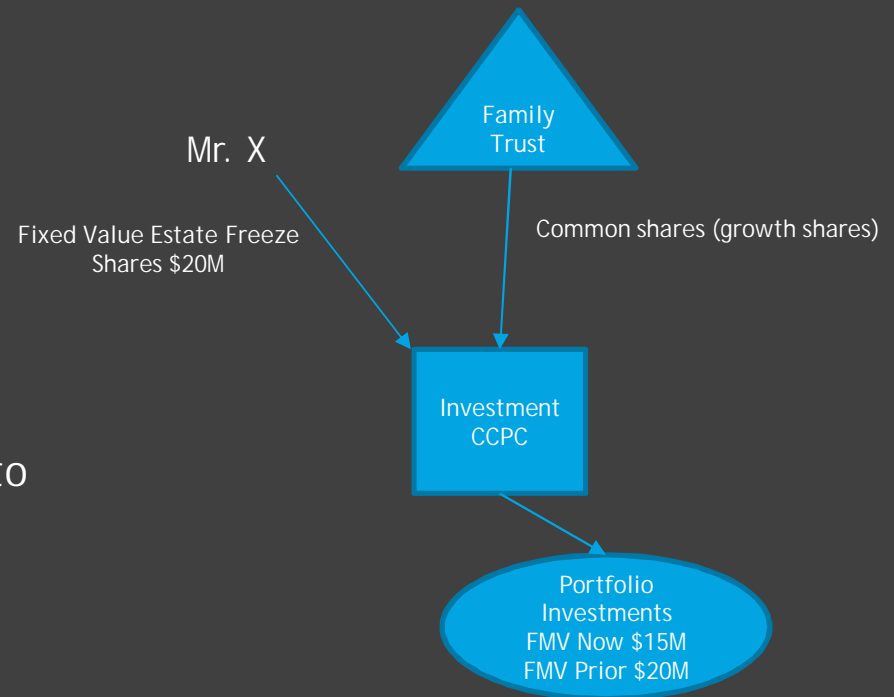 Family
Trust
Mr. X
Fixed Value Estate Freeze
Shares $20M
Common shares (growth shares)
Investment
CCPC
Portfolio
Investments
FMV Now $15M
FMV Prior $20M